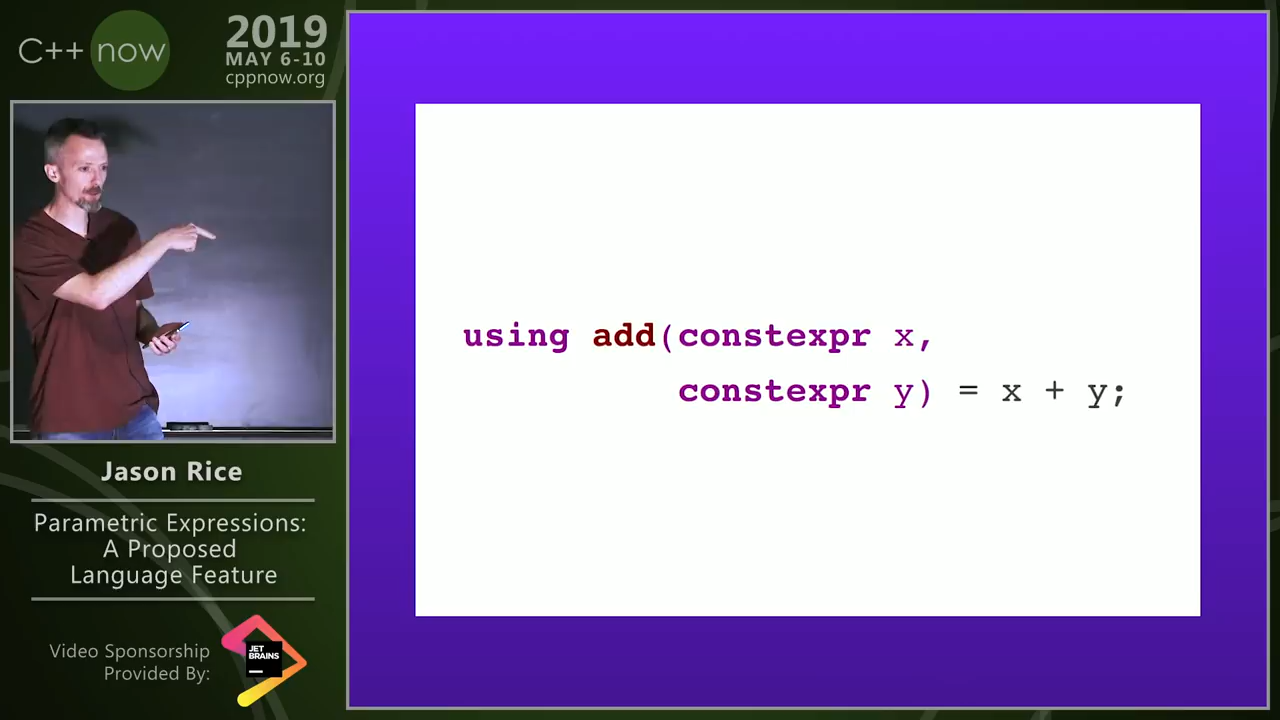 C++ now
2019
MAY 6-10
cppnow.org
using add(constexpr x,
constexpr y) = x + y;
Jason Rice
Parametric Expressions:
A Proposed
Language Feature
Video Sponsorship
Provided By:
JET
BRAINS